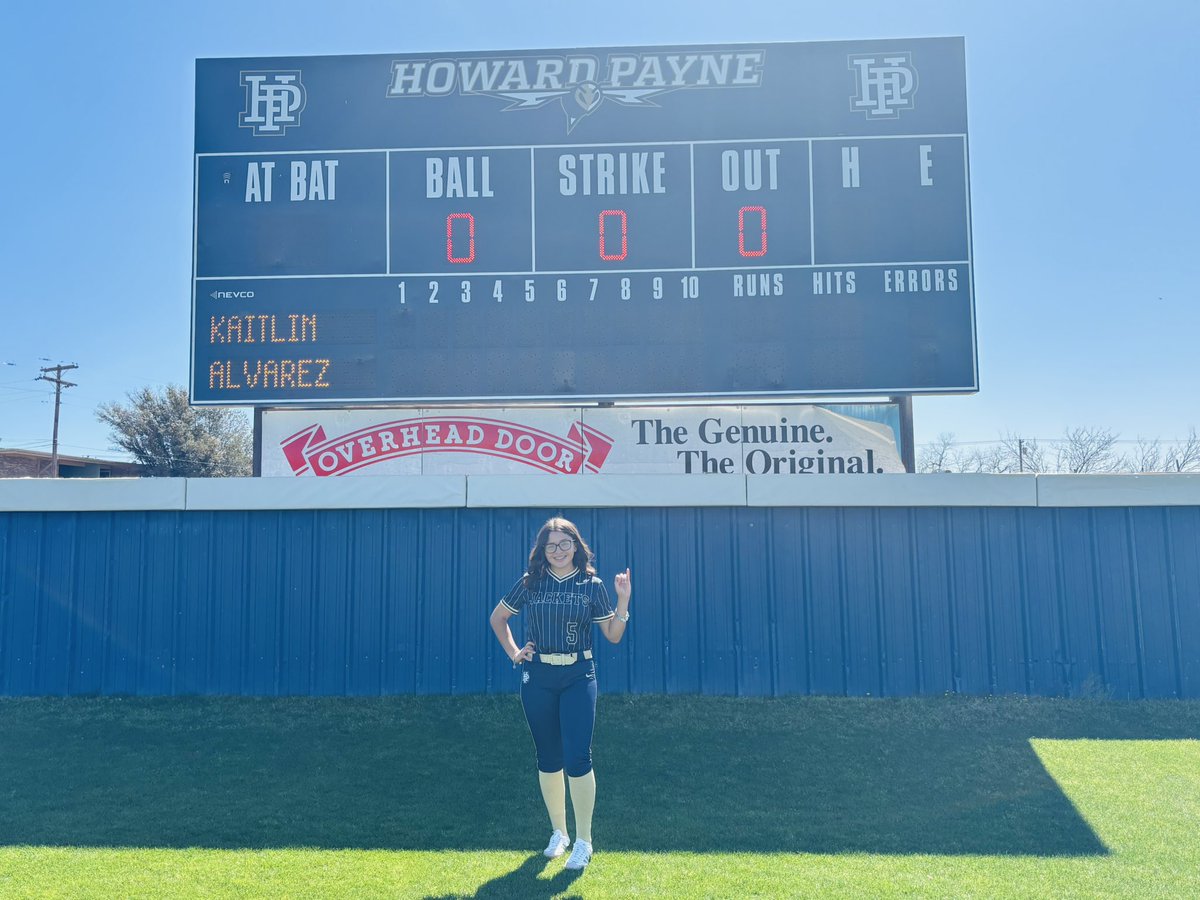 HP HOWARD PAYNE HP
AT BAT BALL STRIKE OUT H E
0 0 0
NEVCO 1 2 3 4 5 6 7 8 9 10 RUNS HITS ERRORS
KAITLIN
ALVAREZ
OVERHEAD DOOR The Genuine.
The Original.
JACKETS
5